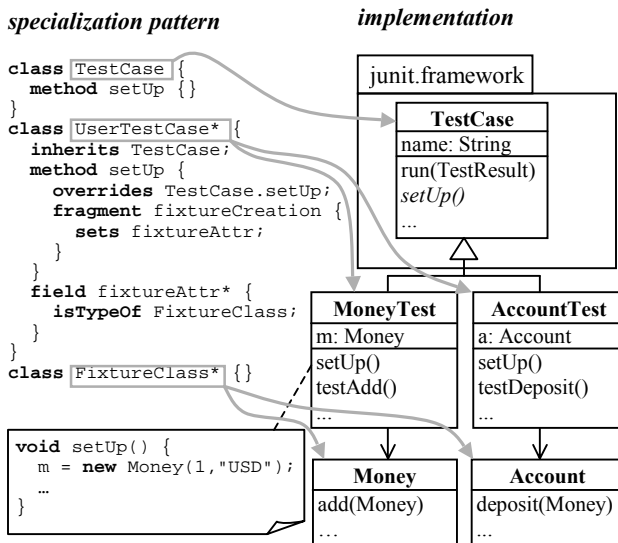 specialization pattern
class TestCase {
method setUp {}
}
class UserTestCase* {
inherits TestCase;
method setUp {
overrides TestCase.setUp;
fragment fixtureCreation {
sets fixtureAttr;
}
}
field fixtureAttr* {
isTypeOf FixtureClass;
}
}
class FixtureClass* {}
void setUp() {
m = new Money(1,"USD");
…
}
implementation
junit.framework
TestCase
name: String
run(TestResult)
setUp()
...
MoneyTest
m: Money
setUp()
testAdd()
...
AccountTest
a: Account
setUp()
testDeposit()
...
Money
add(Money)
…
Account
deposit(Money)
...